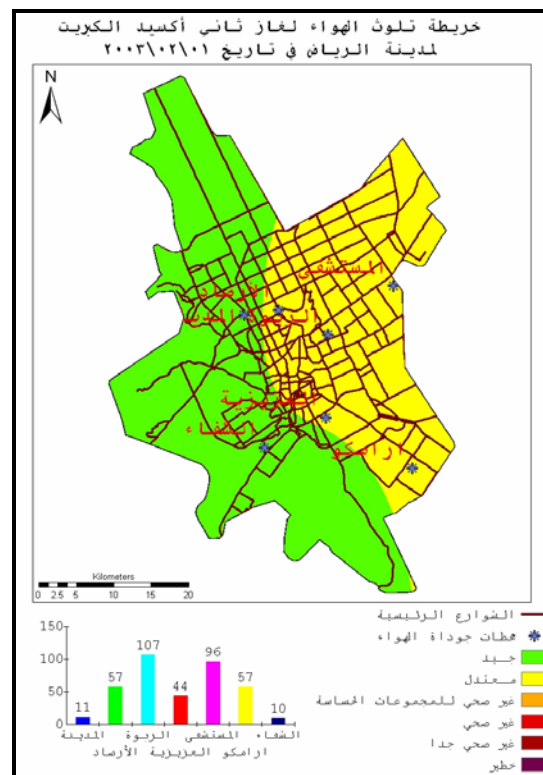 خريطة تلوث الهواء لغاز ثاني أكسيد الكبريت
لمدينة الرياض في تاريخ ٢٠٠٣\٠٢\٠١
N
المستشفى
الأرصاد
الربوة
العزيزية
الشفاء
ارامكو
Kilometers
0 2.5 5 10 15 20
الشوارع الرئيسية
محطات جوداة الهواء
جيد
معتدل
غير صحي للمجموعات الحساسة
غير صحي
غير صحي جدا
خطير
150
100
50
0
11 57 107 44 96 57 10
المدينة الربوة المستشفى الشفاء
ارامكو العزيزية الأرصاد